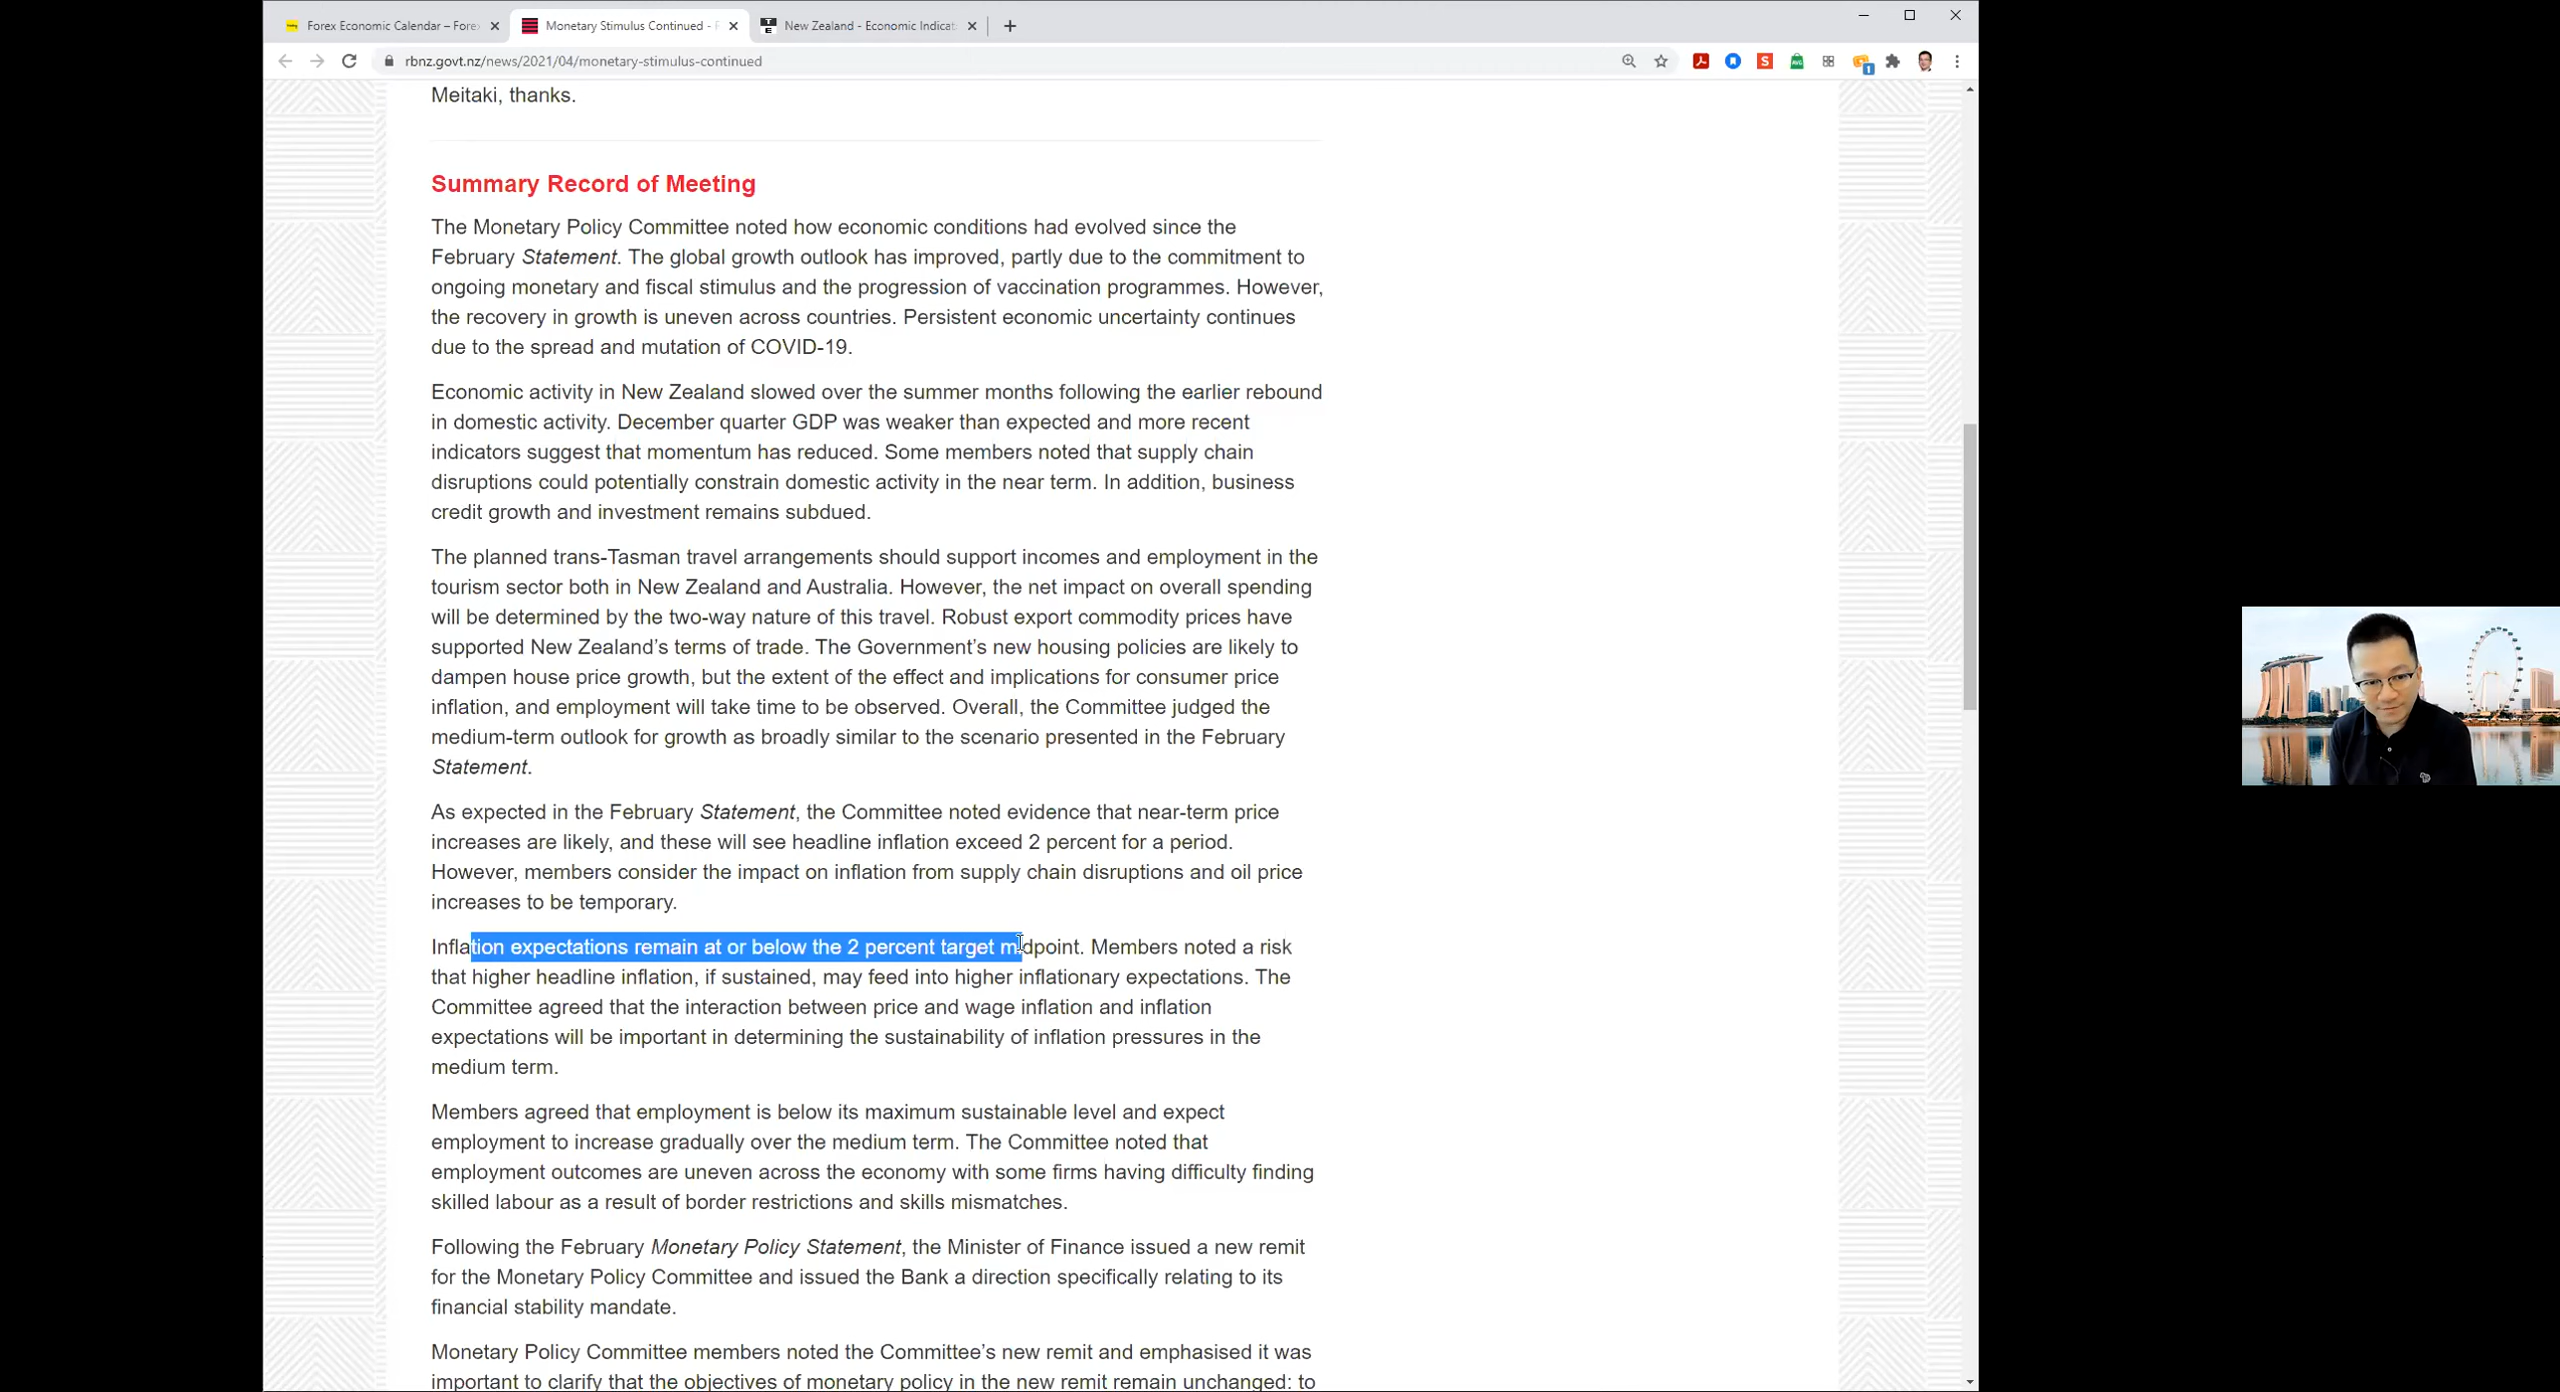 Forex Economic Calendar – Forex
Monetary Stimulus Continued -
New Zealand - Economic Indicat
rbnz.govt.nz/news/2021/04/monetary-stimulus-continued
Meitaki, thanks.
Summary Record of Meeting
The Monetary Policy Committee noted how economic conditions had evolved since the
February Statement. The global growth outlook has improved, partly due to the commitment to
ongoing monetary and fiscal stimulus and the progression of vaccination programmes. However,
the recovery in growth is uneven across countries. Persistent economic uncertainty continues
due to the spread and mutation of COVID-19.
Economic activity in New Zealand slowed over the summer months following the earlier rebound
in domestic activity. December quarter GDP was weaker than expected and more recent
indicators suggest that momentum has reduced. Some members noted that supply chain
disruptions could potentially constrain domestic activity in the near term. In addition, business
credit growth and investment remains subdued.
The planned trans-Tasman travel arrangements should support incomes and employment in the
tourism sector both in New Zealand and Australia. However, the net impact on overall spending
will be determined by the two-way nature of this travel. Robust export commodity prices have
supported New Zealand’s terms of trade. The Government’s new housing policies are likely to
dampen house price growth, but the extent of the effect and implications for consumer price
inflation, and employment will take time to be observed. Overall, the Committee judged the
medium-term outlook for growth as broadly similar to the scenario presented in the February
Statement.
As expected in the February Statement, the Committee noted evidence that near-term price
increases are likely, and these will see headline inflation exceed 2 percent for a period.
However, members consider the impact on inflation from supply chain disruptions and oil price
increases to be temporary.
Inflation expectations remain at or below the 2 percent target midpoint. Members noted a risk
that higher headline inflation, if sustained, may feed into higher inflationary expectations. The
Committee agreed that the interaction between price and wage inflation and inflation
expectations will be important in determining the sustainability of inflation pressures in the
medium term.
Members agreed that employment is below its maximum sustainable level and expect
employment to increase gradually over the medium term. The Committee noted that
employment outcomes are uneven across the economy with some firms having difficulty finding
skilled labour as a result of border restrictions and skills mismatches.
Following the February Monetary Policy Statement, the Minister of Finance issued a new remit
for the Monetary Policy Committee and issued the Bank a direction specifically relating to its
financial stability mandate.
Monetary Policy Committee members noted the Committee’s new remit and emphasised it was
important to clarify that the objectives of monetary policy in the new remit remain unchanged: to